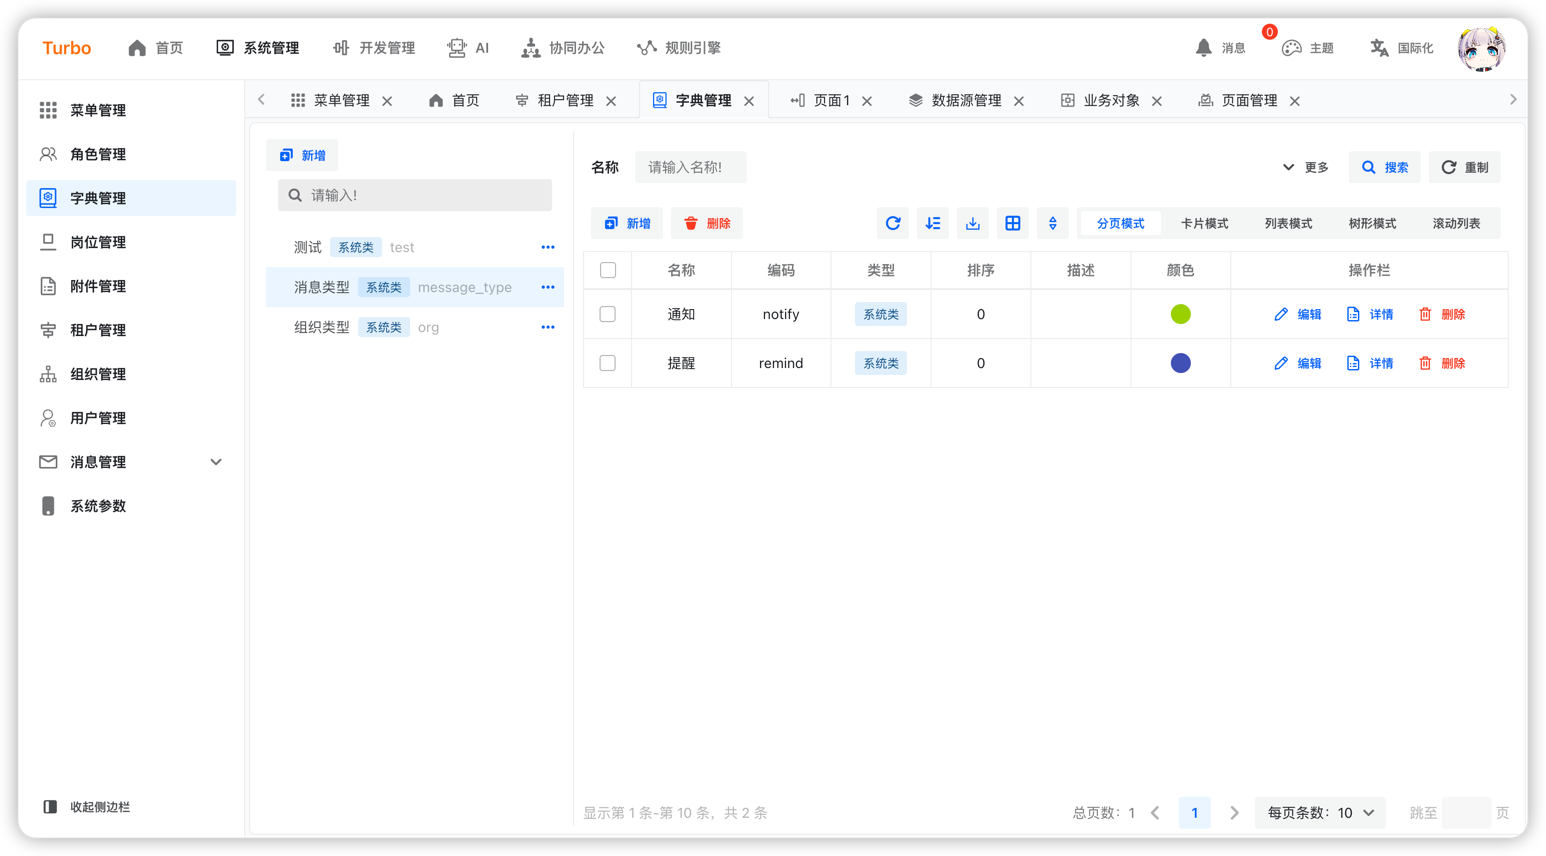 Turbo 首页 系统管理 开发管理 AI 协同办公 规则引擎 消息 0 主题 国际化
菜单管理
角色管理
字典管理
岗位管理
附件管理
租户管理
组织管理
用户管理
消息管理
系统参数
收起侧边栏
菜单管理 首页 租户管理 字典管理 页面1 数据源管理 业务对象 页面管理
新增
请输入!
测试 系统类 test
消息类型 系统类 message_type
组织类型 系统类 org
名称 请输入名称! 更多 搜索 重制
新增 删除 分页模式 卡片模式 列表模式 树形模式 滚动列表
名称 编码 类型 排序 描述 颜色 操作栏
通知 notify 系统类 0 编辑 详情 删除
提醒 remind 系统类 0 编辑 详情 删除
显示第 1 条-第 10 条，共 2 条 总页数：1 1 每页条数：10 跳至 页